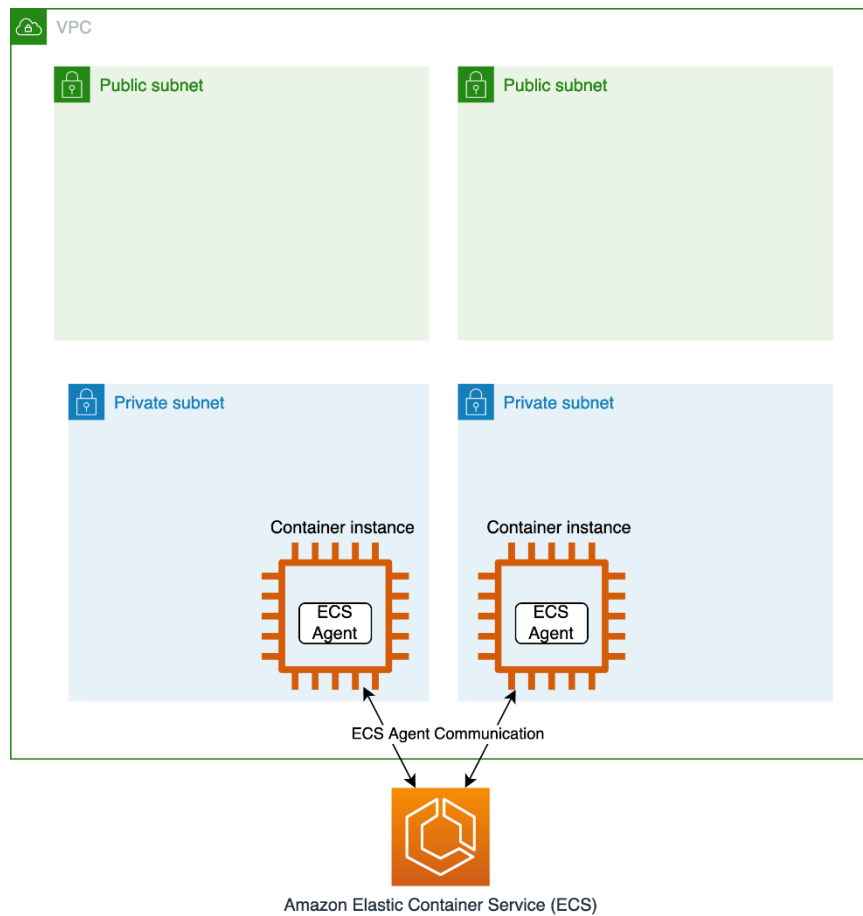 VPC
Public subnet
Public subnet
Private subnet
Private subnet
Container instance
Container instance
ECS
Agent
ECS
Agent
ECS Agent Communication
Amazon Elastic Container Service (ECS)